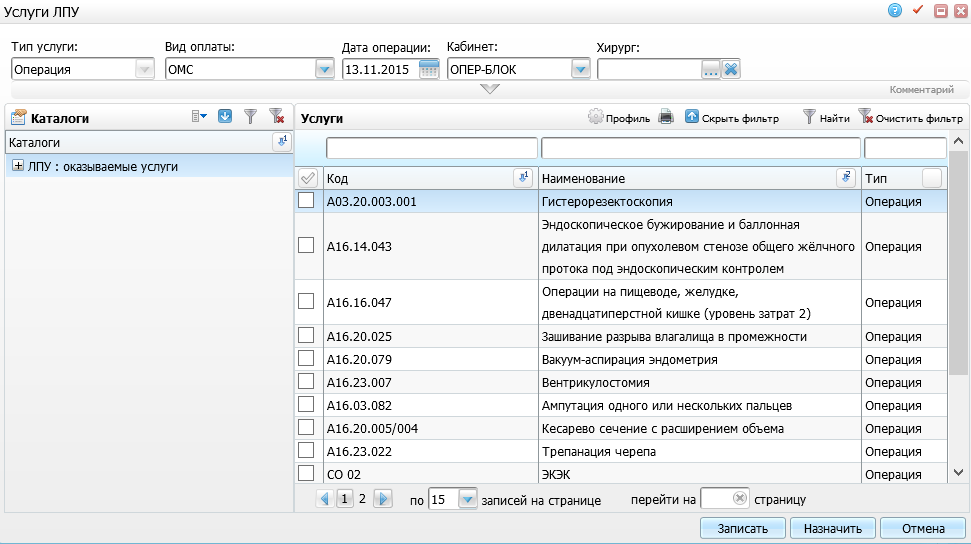 Услуги ЛПУ
Тип услуги: Вид оплаты: Дата операции: Кабинет: Хирург:
Операция ОМС 13.11.2015 ОПЕР-БЛОК ...
Комментарий
Каталоги
Каталоги
ЛПУ : оказываемые услуги
Услуги Профиль Скрыть фильтр Найти Очистить фильтр
Код Наименование Тип
A03.20.003.001 Гистерорезектоскопия Операция
Эндоскопическое бужирование и баллонная
A16.14.043 дилатация при опухолевом стенозе общего жёлчного Операция
протока под эндоскопическим контролем
Операции на пищеводе, желудке,
A16.16.047 Операция
двенадцатиперстной кишке (уровень затрат 2)
A16.20.025 Зашивание разрыва влагалища в промежности Операция
A16.20.079 Вакуум-аспирация эндометрия Операция
A16.23.007 Вентрикулостомия Операция
A16.03.082 Ампутация одного или нескольких пальцев Операция
A16.20.005/004 Кесарево сечение с расширением объема Операция
A16.23.022 Трепанация черепа Операция
СО 02 ЭКЭК Операция
1 2 по 15 записей на странице перейти на страницу
Записать Назначить Отмена